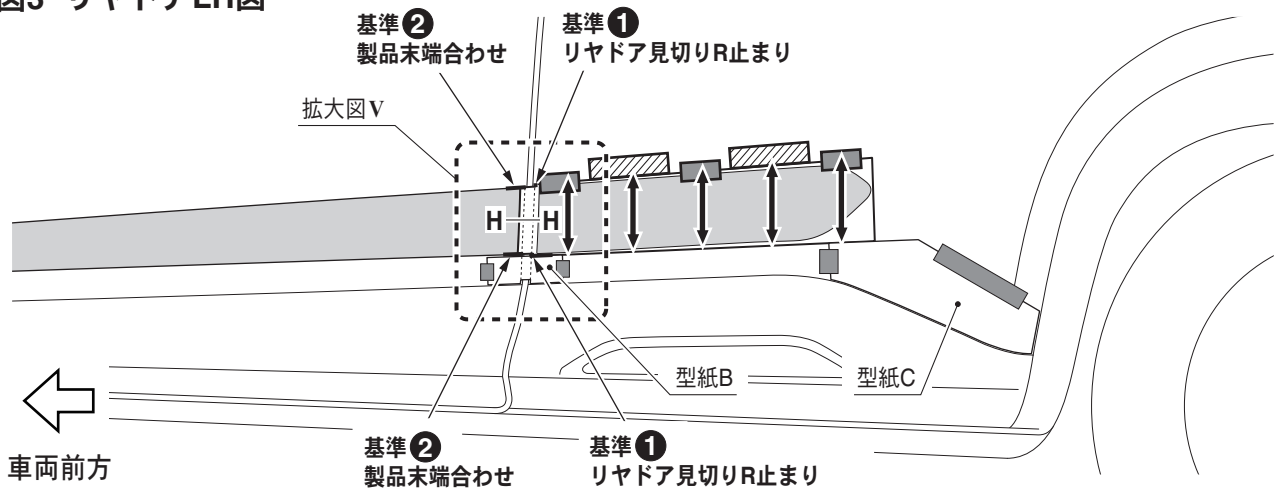 図3 リヤドア LH図
基準❷
製品末端合わせ
基準❶
リヤドア見切りR止まり
拡大図V
H H
型紙B
型紙C
車両前方
基準❷
製品末端合わせ
基準❶
リヤドア見切りR止まり